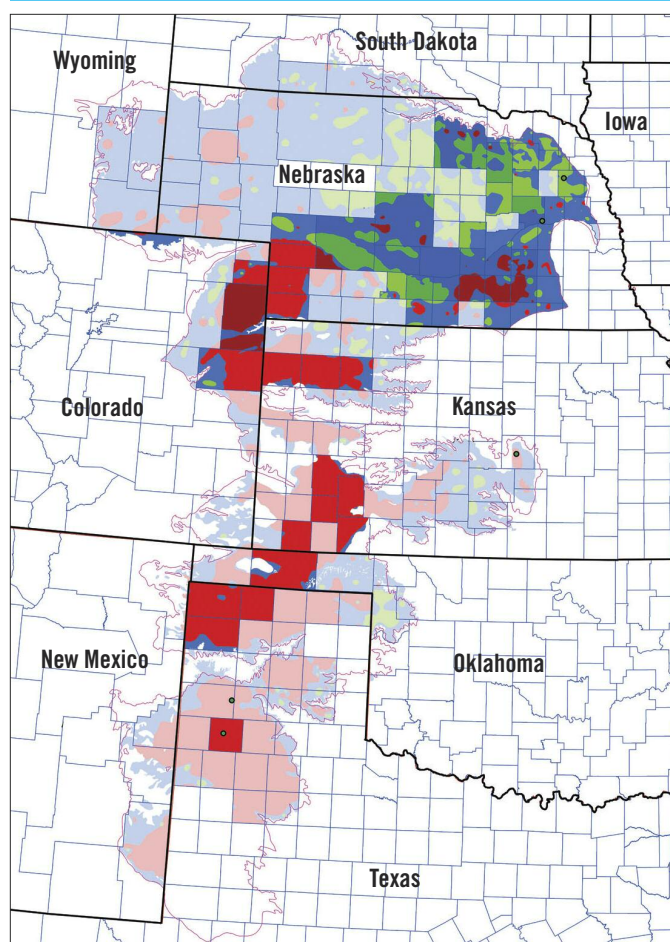 South Dakota
Wyoming
Iowa
Nebraska
Colorado
Kansas
New Mexico
Oklahoma
Texas